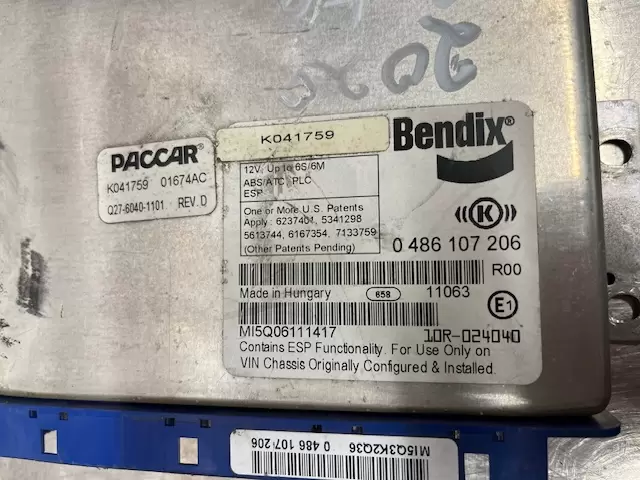 20x5
PACCAR
K041759 01674AC
Q27-6040-1101 REV. D
K041759
Bendix®
12V, Up to 6S/6M
ABS/ATC, PLC
ESP
One or More U.S. Patents
Apply : 6237401, 5341298
5613744, 6167354, 7133759
(Other Patents Pending)
K
0 486 107 206
R00
Made in Hungary 658 11063
E1
MI5Q06111417 10R-024040
Contains ESP Functionality. For Use Only on
VIN Chassis Originally Configured & Installed.
MI5Q3K2Q36
0 486 107 206